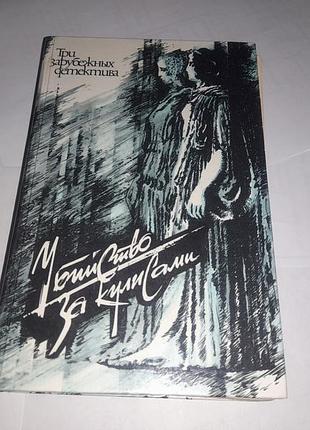 Три
зарубежных
детектива
Убийство
за кулисами